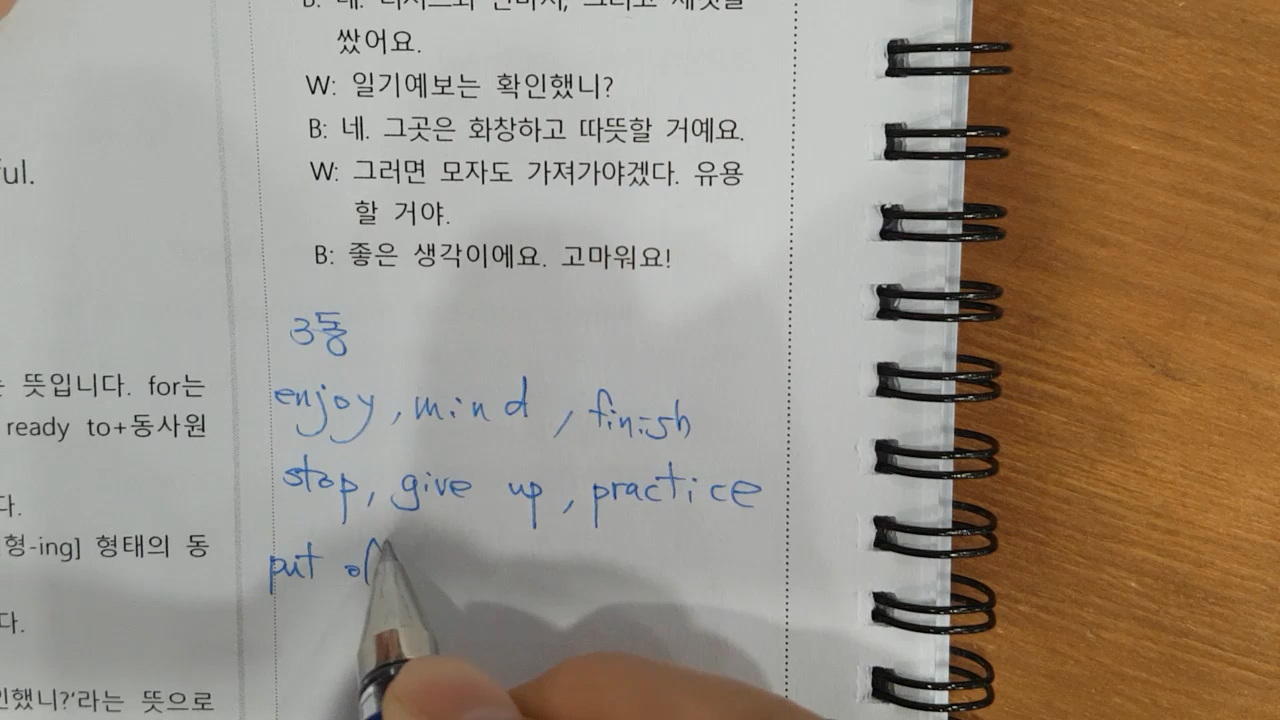 ful.
뜻입니다. for는
ready to+동사원
다.
형-ing] 형태의 동
다.
인했니?'라는 뜻으로
쌌어요.
W: 일기예보는 확인했니?
B: 네. 그곳은 화창하고 따뜻할 거예요.
W: 그러면 모자도 가져가야겠다. 유용
할 거야.
B: 좋은 생각이에요. 고마워요!
3동
enjoy, mind, finish
stop, give up, practice
put of